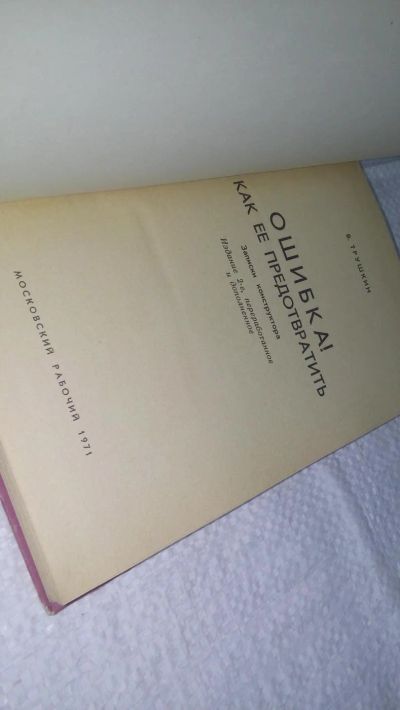 В. ТРУШКИН
ОШИБКА!
КАК ЕЕ ПРЕДОТВРАТИТЬ
Записки конструктора
Издание 2-е, переработанное
и дополненное
МОСКОВСКИЙ РАБОЧИЙ 1971